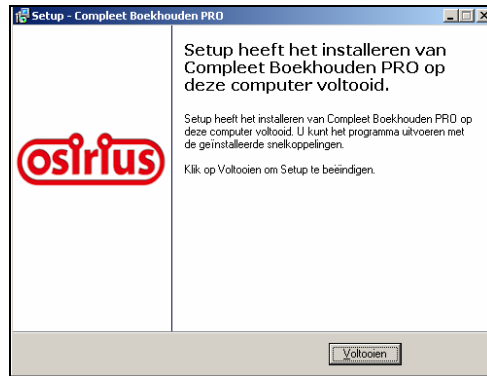 Setup - Compleet Boekhouden PRO
Setup heeft het installeren van
Compleet Boekhouden PRO op
deze computer voltooid.
Setup heeft het installeren van Compleet Boekhouden PRO op
deze computer voltooid. U kunt het programma uitvoeren met
de geïnstalleerde snelkoppelingen.
Klik op Voltooien om Setup te beëindigen.
osirius
Voltooien